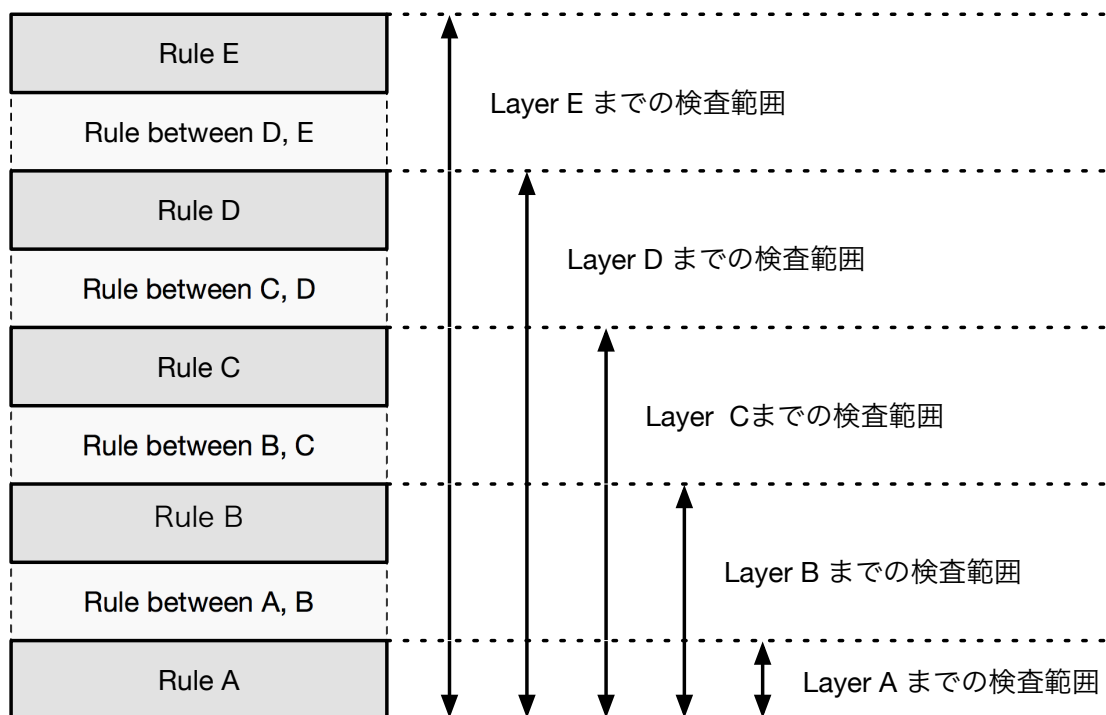 Rule E
Layer E までの検査範囲
Rule between D, E
Rule D
Layer D までの検査範囲
Rule between C, D
Rule C
Layer Cまでの検査範囲
Rule between B, C
Rule B
Layer B までの検査範囲
Rule between A, B
Rule A
Layer A までの検査範囲